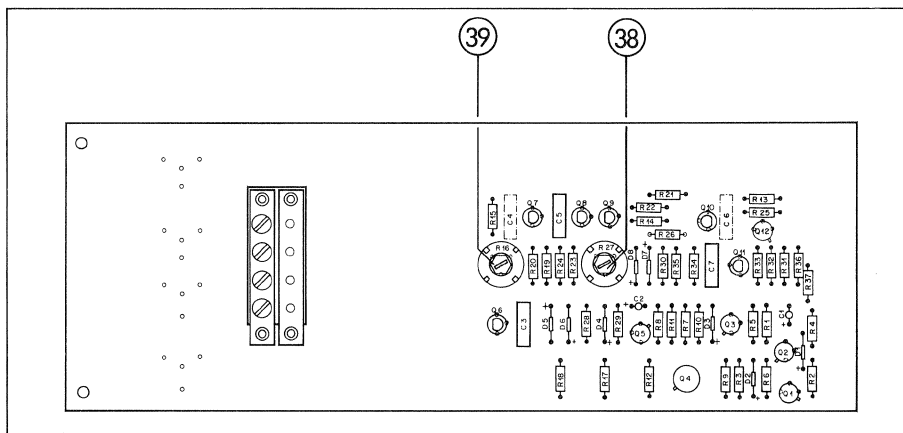 39
38
R21
R13
Q7
Q8
Q9
R22
Q10
R25
R15
C4
C5
R14
C6
Q12
R26
R16
R20
R19
R24
R23
R27
D8
D7
R30
R35
R34
C7
Q11
R33
R32
R31
R36
R37
Q6
C3
D5
D6
R28
D4
R29
C2
Q5
R8
R11
R7
R10
D3
Q3
R5
R1
C1
R4
Q2
R18
R17
R12
Q4
R9
R3
D2
R6
Q1
R2